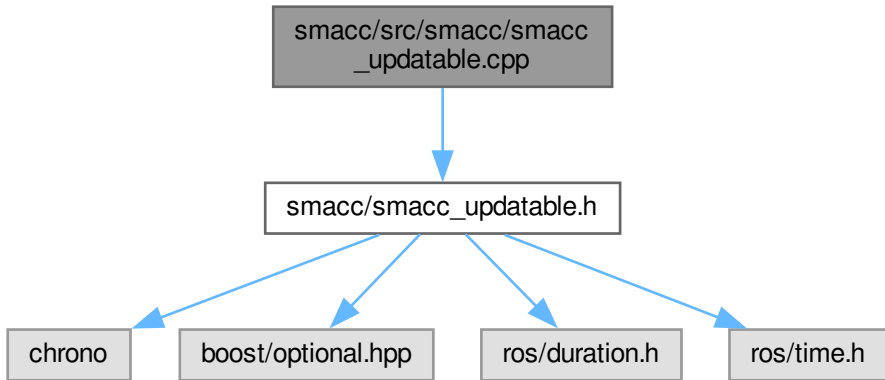 smacc/src/smacc/smacc
_updatable.cpp
smacc/smacc_updatable.h
chrono
boost/optional.hpp
ros/duration.h
ros/time.h